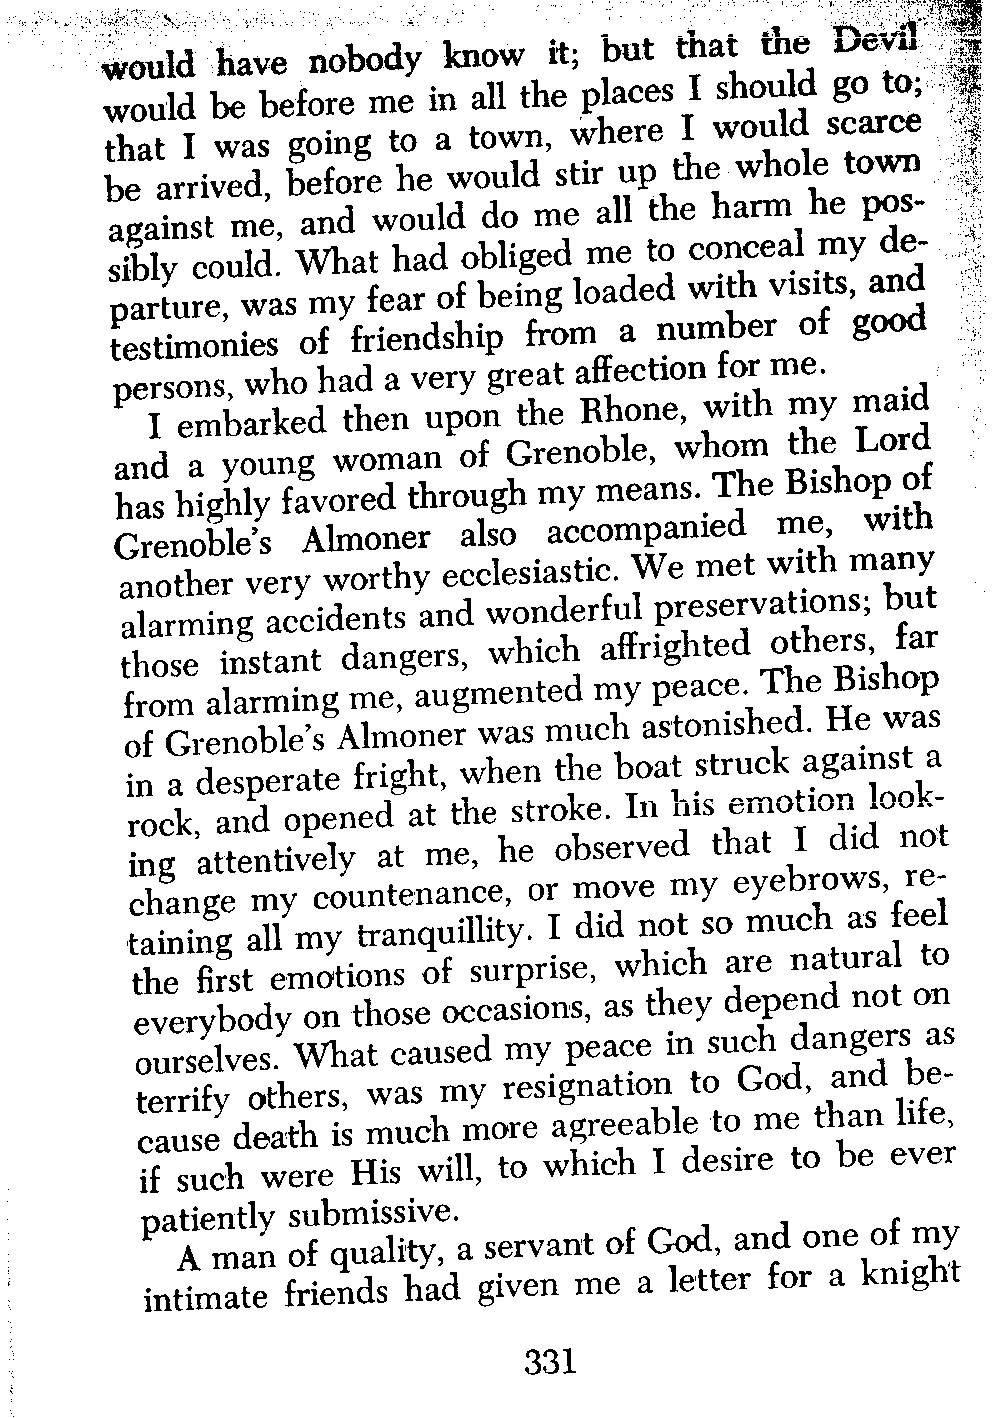 would have nobody know it; but that the Devil
would be before me in all the places I should go to;
that I was going to a town, where I would scarce
be arrived, before he would stir up the whole town
against me, and would do me all the harm he pos-
sibly could. What had obliged me to conceal my de-
parture, was my fear of being loaded with visits, and
testimonies of friendship from a number of good
persons, who had a very great affection for me.
I embarked then upon the Rhone, with my maid
and a young woman of Grenoble, whom the Lord
has highly favored through my means. The Bishop of
Grenoble's Almoner also accompanied me, with
another very worthy ecclesiastic. We met with many
alarming accidents and wonderful preservations; but
those instant dangers, which affrighted others, far
from alarming me, augmented my peace. The Bishop
of Grenoble's Almoner was much astonished. He was
in a desperate fright, when the boat struck against a
rock, and opened at the stroke. In his emotion look-
ing attentively at me, he observed that I did not
change my countenance, or move my eyebrows, re-
taining all my tranquillity. I did not so much as feel
the first emotions of surprise, which are natural to
everybody on those occasions, as they depend not on
ourselves. What caused my peace in such dangers as
terrify others, was my resignation to God, and be-
cause death is much more agreeable to me than life,
if such were His will, to which I desire to be ever
patiently submissive.
A man of quality, a servant of God, and one of my
intimate friends had given me a letter for a knight
331